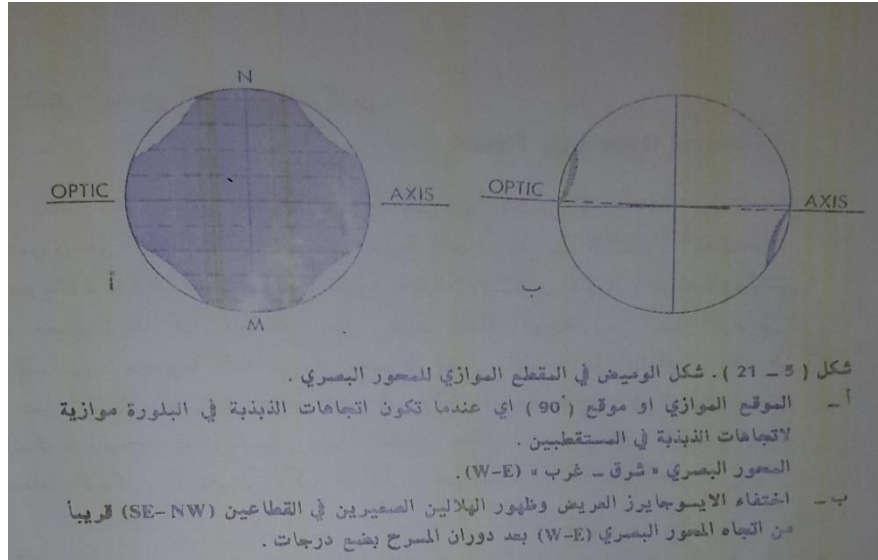 N
OPTIC
AXIS
أ
W
OPTIC
AXIS
ب
شكل ( 5 – 21 ) . شكل الوميض في المقطع الموازي للمحور البصري .
أ – الموقع الموازي او موقع ( 90° ) اي عندما تكون اتجاهات الذبذبة في البلورة موازية
لاتجاهات الذبذبة في المستقطبين .
المحور البصري « شرق – غرب » (W-E).
ب – اختفاء الايسوجايرز العريض وظهور الهلالين الصغيرين في القطاعين (SE-NW) قريباً
من اتجاه المحور البصري (W-E) بعد دوران المسرح بضع درجات .